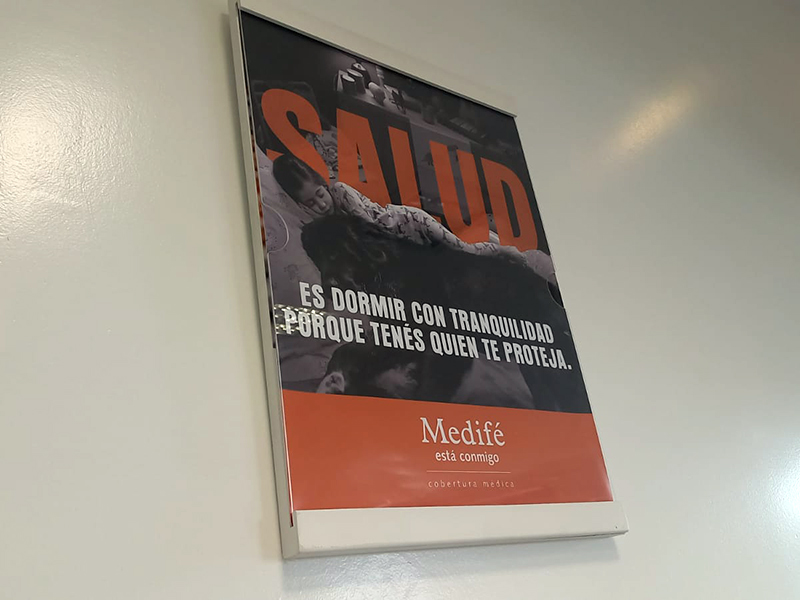 SALUD
ES DORMIR CON TRANQUILIDAD
PORQUE TENÉS QUIEN TE PROTEJA.
Medifé
está conmigo
cobertura médica